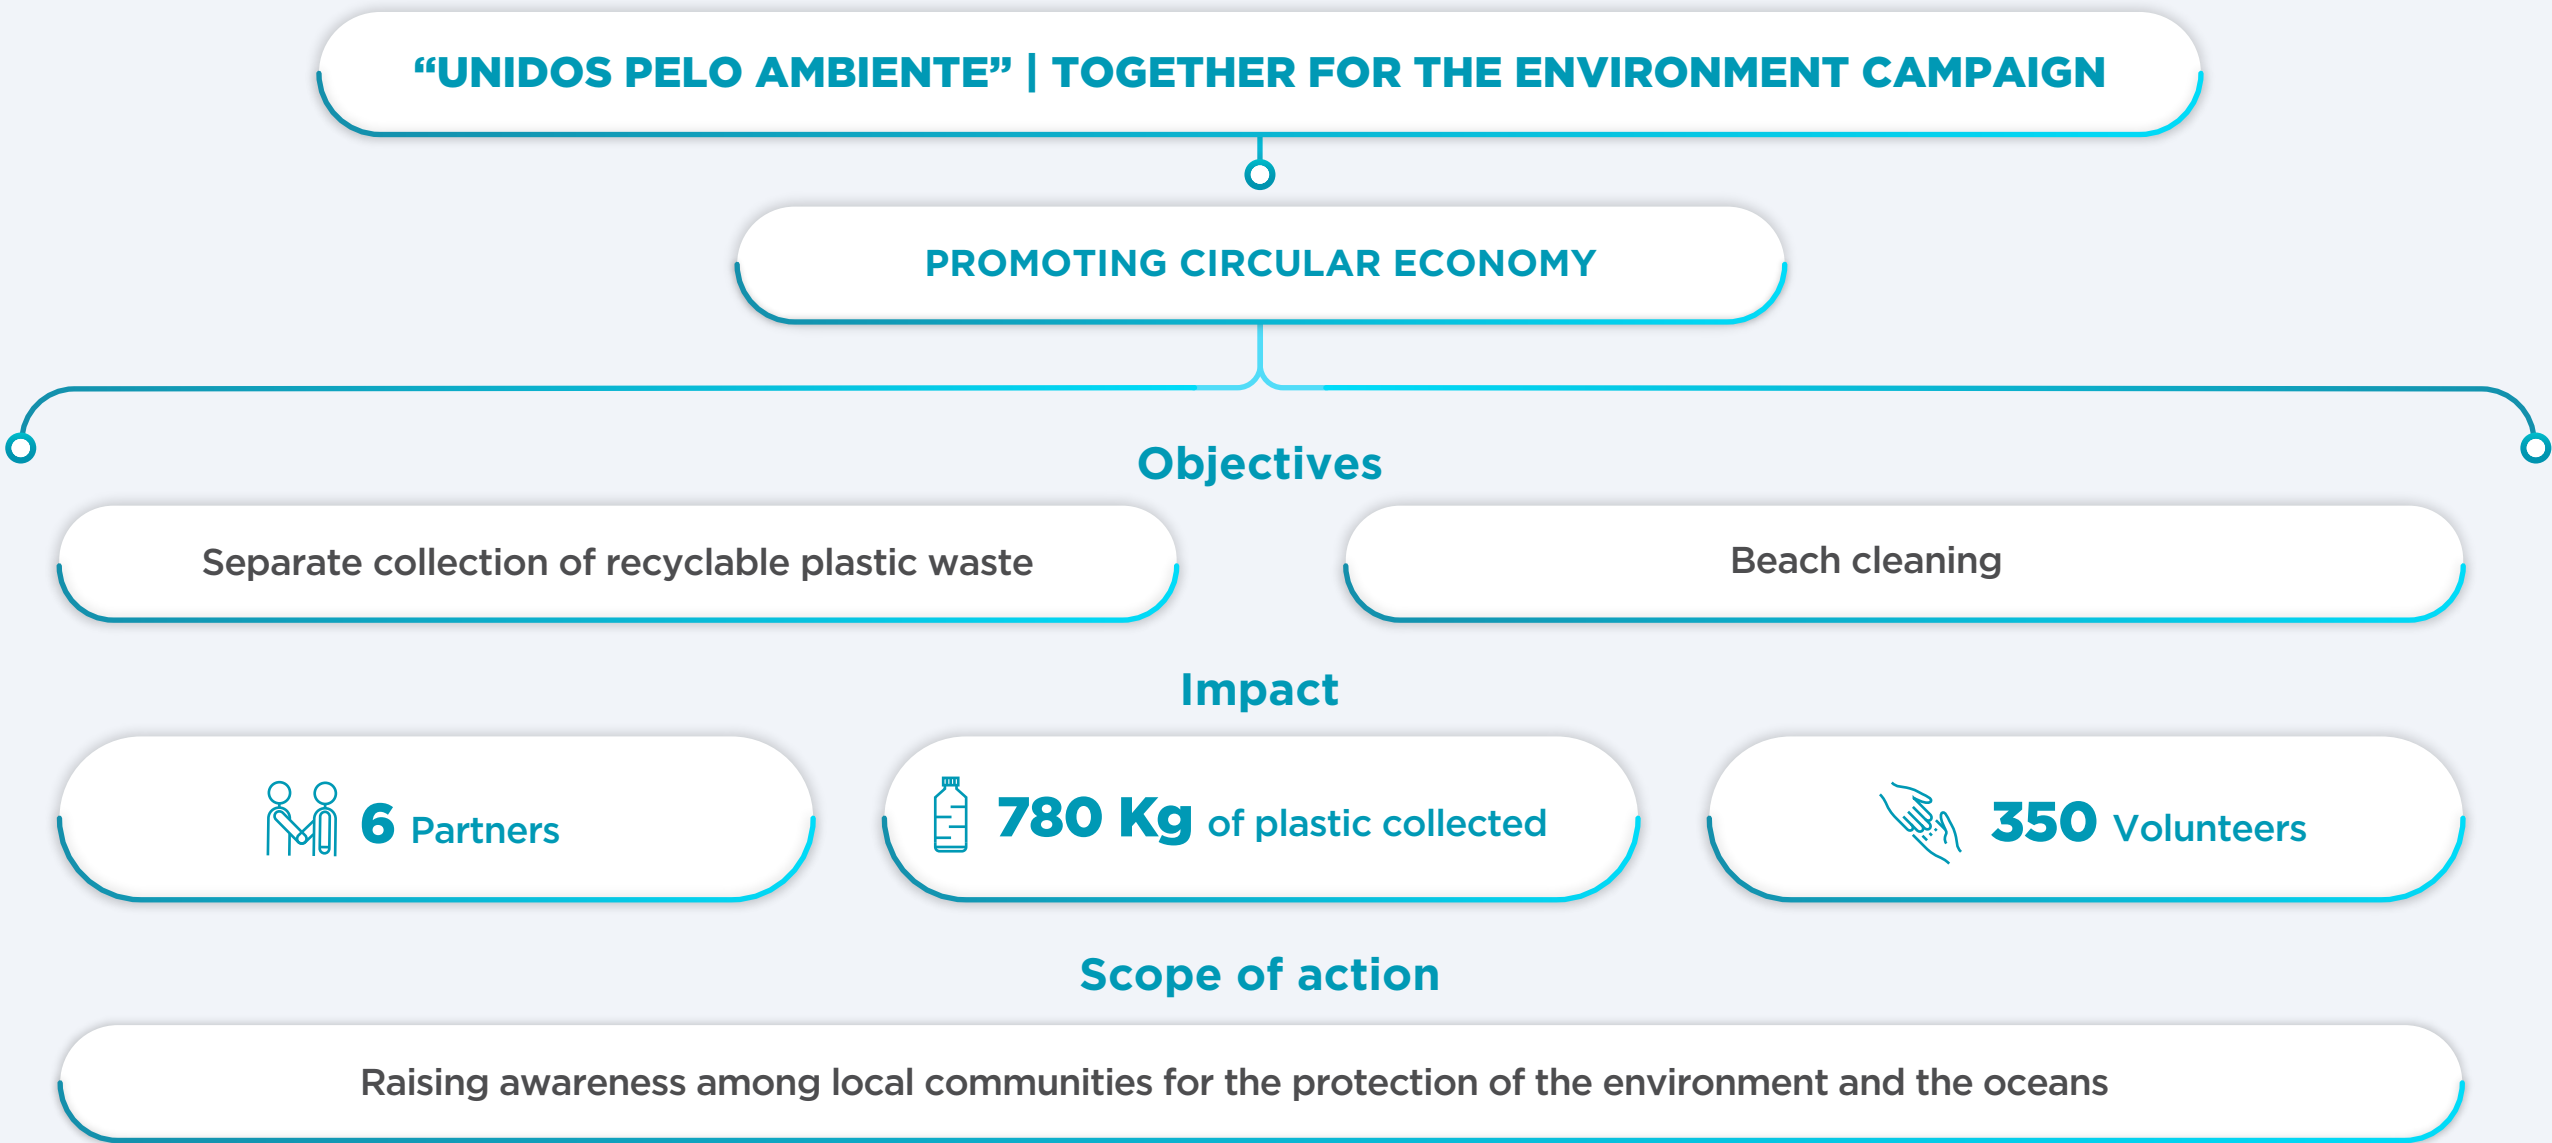 “UNIDOS PELO AMBIENTE” | TOGETHER FOR THE ENVIRONMENT CAMPAIGN
PROMOTING CIRCULAR ECONOMY
Objectives
Separate collection of recyclable plastic waste
Beach cleaning
Impact
6 Partners
780 Kg of plastic collected
350 Volunteers
Scope of action
Raising awareness among local communities for the protection of the environment and the oceans